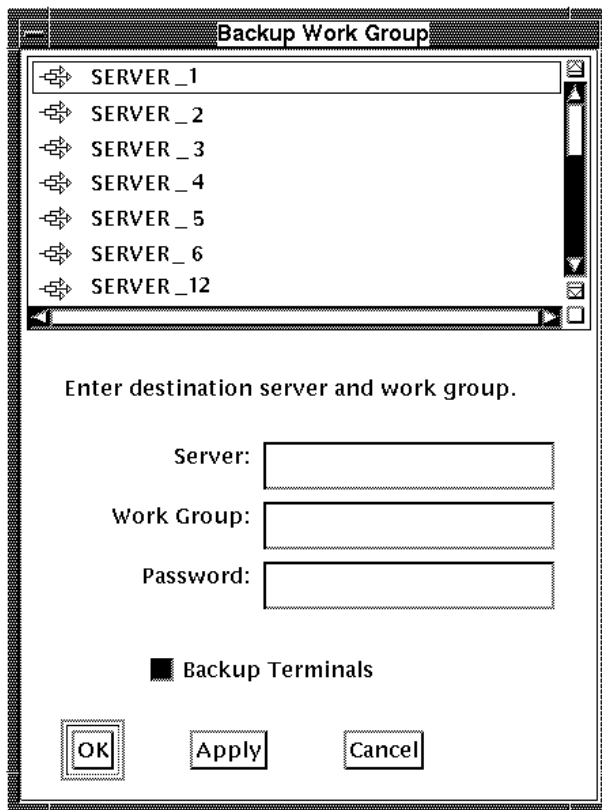 Backup Work Group
SERVER_1
SERVER_2
SERVER_3
SERVER_4
SERVER_5
SERVER_6
SERVER_12
Enter destination server and work group.
Server:
Work Group:
Password:
Backup Terminals
OK
Apply
Cancel